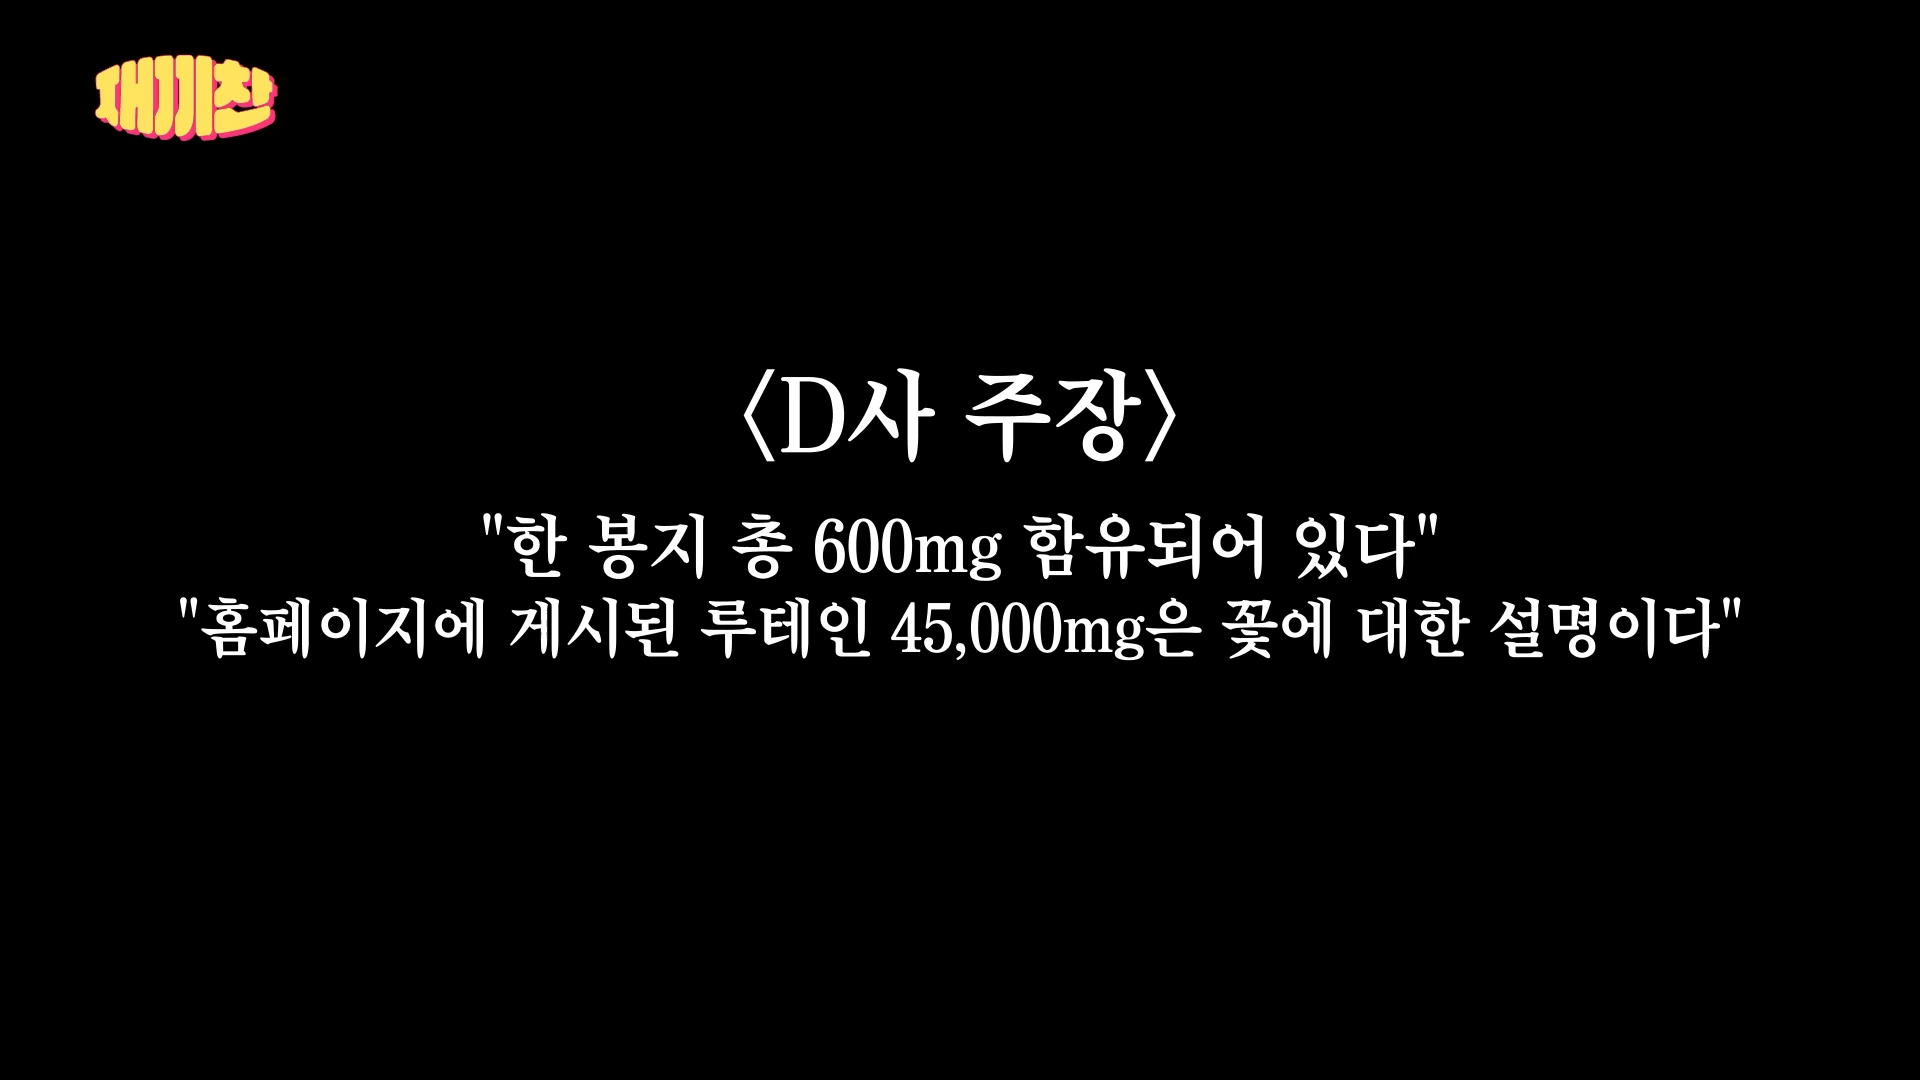 재끼찬
〈D사 주장〉
"한 봉지 총 600mg 함유되어 있다"
"홈페이지에 게시된 루테인 45,000mg은 꽃에 대한 설명이다"